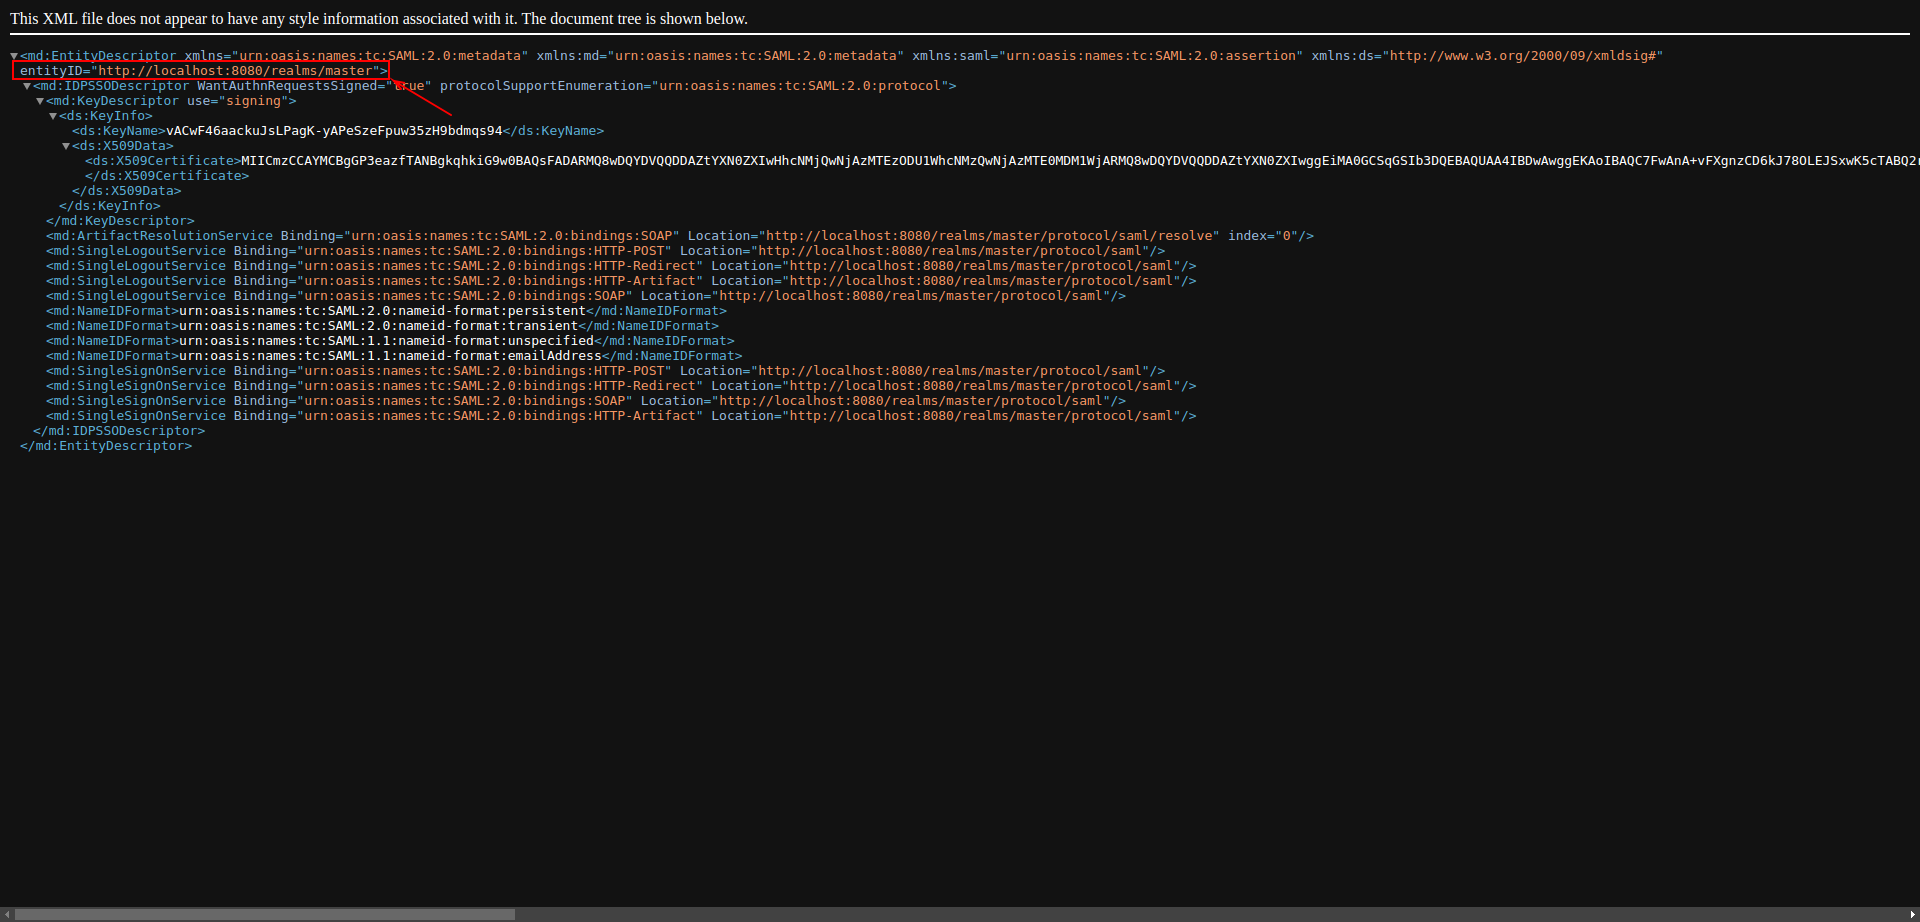 This XML file does not appear to have any style information associated with it. The document tree is shown below.
▼<md:EntityDescriptor xmlns="urn:oasis:names:tc:SAML:2.0:metadata" xmlns:md="urn:oasis:names:tc:SAML:2.0:metadata" xmlns:saml="urn:oasis:names:tc:SAML:2.0:assertion" xmlns:ds="http://www.w3.org/2000/09/xmldsig#"
entityID="http://localhost:8080/realms/master">
▼<md:IDPSSODescriptor WantAuthnRequestsSigned="true" protocolSupportEnumeration="urn:oasis:names:tc:SAML:2.0:protocol">
▼<md:KeyDescriptor use="signing">
▼<ds:KeyInfo>
<ds:KeyName>vACwF46aackuJsLPagK-yAPeSzeFpuw35zH9bdmqs94</ds:KeyName>
▼<ds:X509Data>
<ds:X509Certificate>MIICmzCCAYMCBgGP3eazfTANBgkqhkiG9w0BAQsFADARMQ8wDQYDVQQDDAZtYXN0ZXIwHhcNMjQwNjAzMTEzODU1WhcNMzQwNjAzMTE0MDM1WjARMQ8wDQYDVQQDDAZtYXN0ZXIwggEiMA0GCSqGSIb3DQEBAQUAA4IBDwAwggEKAoIBAQC7FwAnA+vFXgnzCD6kJ78OLEJSxwK5cTABQ2
</ds:X509Certificate>
</ds:X509Data>
</ds:KeyInfo>
</md:KeyDescriptor>
<md:ArtifactResolutionService Binding="urn:oasis:names:tc:SAML:2.0:bindings:SOAP" Location="http://localhost:8080/realms/master/protocol/saml/resolve" index="0"/>
<md:SingleLogoutService Binding="urn:oasis:names:tc:SAML:2.0:bindings:HTTP-POST" Location="http://localhost:8080/realms/master/protocol/saml"/>
<md:SingleLogoutService Binding="urn:oasis:names:tc:SAML:2.0:bindings:HTTP-Redirect" Location="http://localhost:8080/realms/master/protocol/saml"/>
<md:SingleLogoutService Binding="urn:oasis:names:tc:SAML:2.0:bindings:HTTP-Artifact" Location="http://localhost:8080/realms/master/protocol/saml"/>
<md:SingleLogoutService Binding="urn:oasis:names:tc:SAML:2.0:bindings:SOAP" Location="http://localhost:8080/realms/master/protocol/saml"/>
<md:NameIDFormat>urn:oasis:names:tc:SAML:2.0:nameid-format:persistent</md:NameIDFormat>
<md:NameIDFormat>urn:oasis:names:tc:SAML:2.0:nameid-format:transient</md:NameIDFormat>
<md:NameIDFormat>urn:oasis:names:tc:SAML:1.1:nameid-format:unspecified</md:NameIDFormat>
<md:NameIDFormat>urn:oasis:names:tc:SAML:1.1:nameid-format:emailAddress</md:NameIDFormat>
<md:SingleSignOnService Binding="urn:oasis:names:tc:SAML:2.0:bindings:HTTP-POST" Location="http://localhost:8080/realms/master/protocol/saml"/>
<md:SingleSignOnService Binding="urn:oasis:names:tc:SAML:2.0:bindings:HTTP-Redirect" Location="http://localhost:8080/realms/master/protocol/saml"/>
<md:SingleSignOnService Binding="urn:oasis:names:tc:SAML:2.0:bindings:SOAP" Location="http://localhost:8080/realms/master/protocol/saml"/>
<md:SingleSignOnService Binding="urn:oasis:names:tc:SAML:2.0:bindings:HTTP-Artifact" Location="http://localhost:8080/realms/master/protocol/saml"/>
</md:IDPSSODescriptor>
</md:EntityDescriptor>